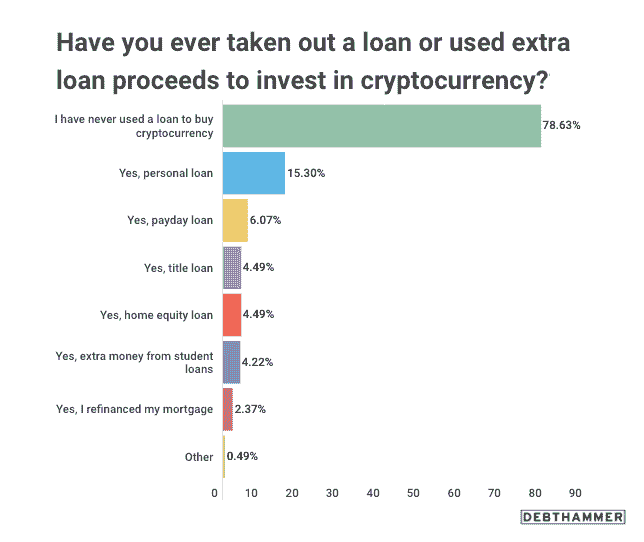 Have you ever taken out a loan or used extra
loan proceeds to invest in cryptocurrency?
I have never used a loan to buy
cryptocurrency
78.63%
Yes, personal loan
15.30%
Yes, payday loan
6.07%
Yes, title loan
4.49%
Yes, home equity loan
4.49%
Yes, extra money from student
loans
4.22%
Yes, I refinanced my mortgage
2.37%
Other
0.49%
0 10 20 30 40 50 60 70 80 90
DEBTHAMMER